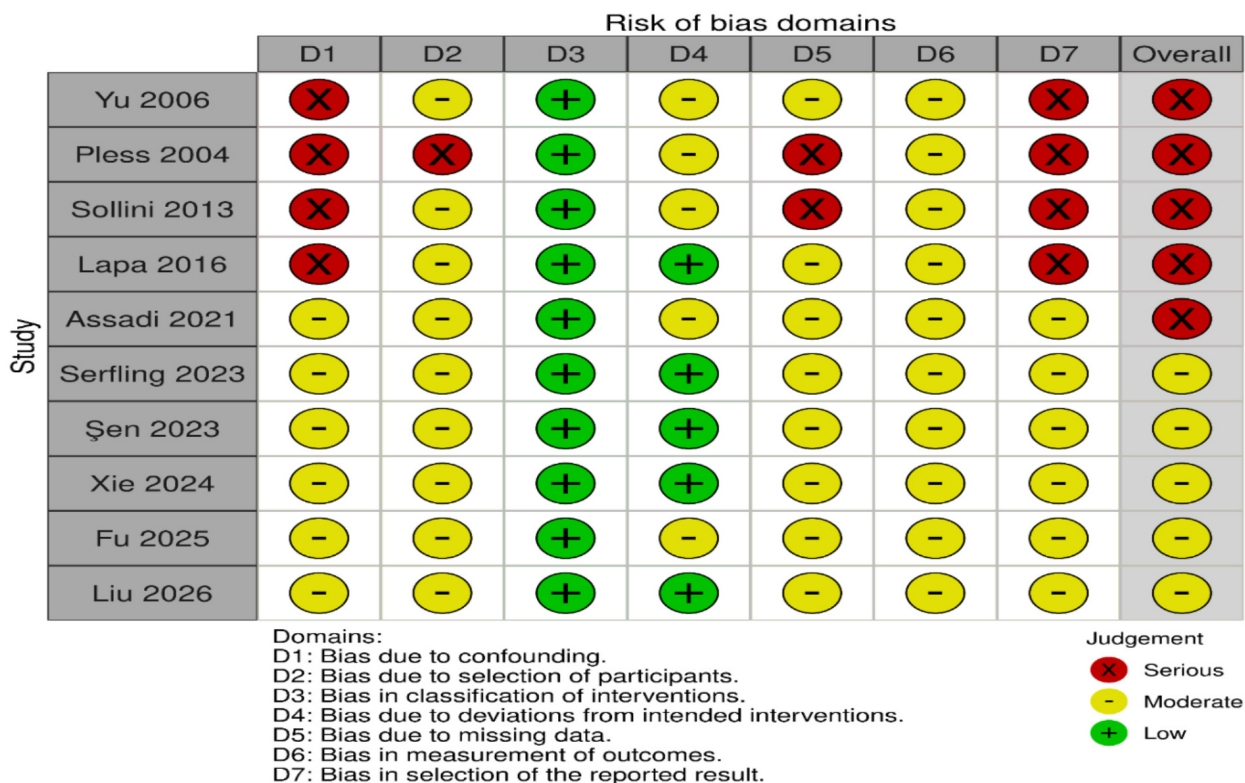 Risk of bias domains
D1 D2 D3 D4 D5 D6 D7 Overall
Study
Yu 2006 X - + - - - X X
Pless 2004 X X + - X - X X
Sollini 2013 X - + - X - X X
Lapa 2016 X - + + - - X X
Assadi 2021 - - + - - - - X
Serfling 2023 - - + + - - - -
Şen 2023 - - + + - - - -
Xie 2024 - - + + - - - -
Fu 2025 - - + - - - - -
Liu 2026 - - + + - - - -
Domains:
D1: Bias due to confounding.
D2: Bias due to selection of participants.
D3: Bias in classification of interventions.
D4: Bias due to deviations from intended interventions.
D5: Bias due to missing data.
D6: Bias in measurement of outcomes.
D7: Bias in selection of the reported result.
Judgement
X Serious
- Moderate
+ Low